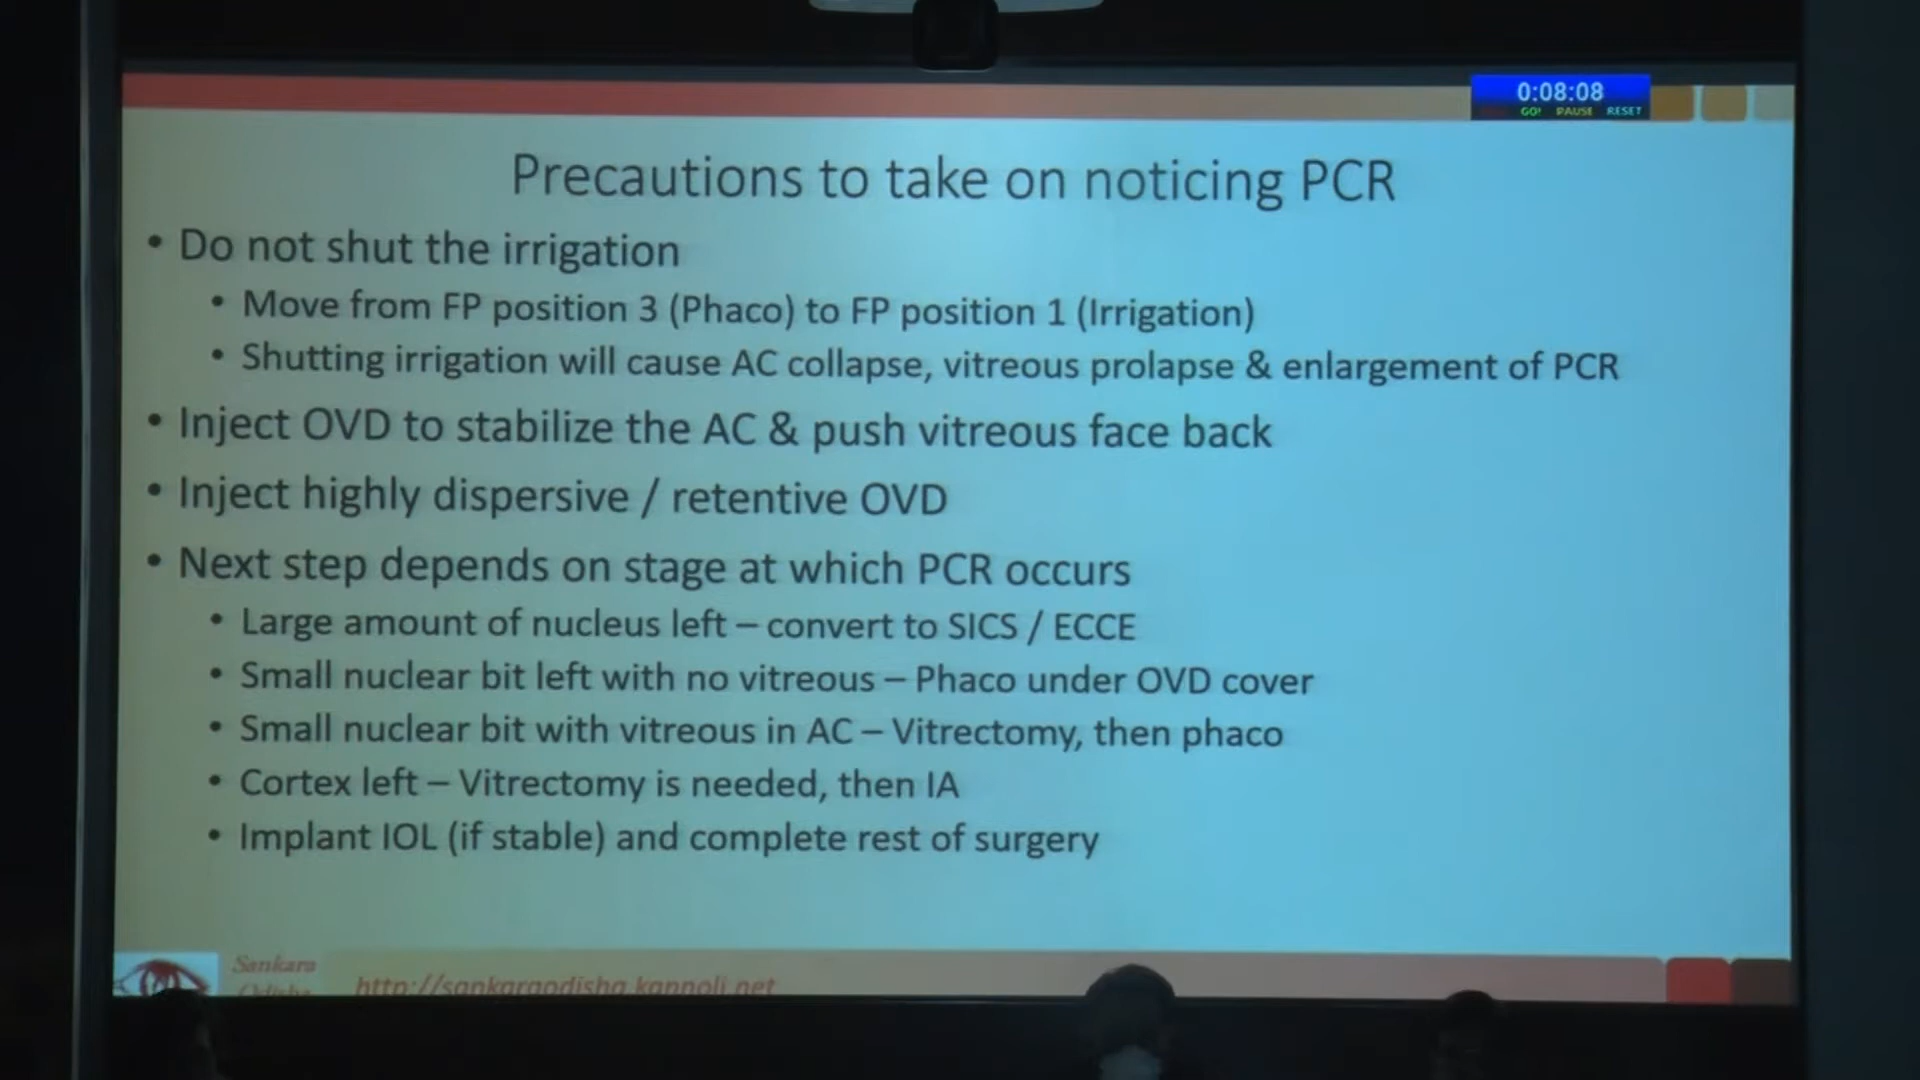 0:08:08
GO! PAUSE RESET
Precautions to take on noticing PCR
• Do not shut the irrigation
• Move from FP position 3 (Phaco) to FP position 1 (Irrigation)
• Shutting irrigation will cause AC collapse, vitreous prolapse & enlargement of PCR
• Inject OVD to stabilize the AC & push vitreous face back
• Inject highly dispersive / retentive OVD
• Next step depends on stage at which PCR occurs
• Large amount of nucleus left – convert to SICS / ECCE
• Small nuclear bit left with no vitreous – Phaco under OVD cover
• Small nuclear bit with vitreous in AC – Vitrectomy, then phaco
• Cortex left – Vitrectomy is needed, then IA
• Implant IOL (if stable) and complete rest of surgery
Sankara
Odisha
http://sankaraodisha.kannoli.net